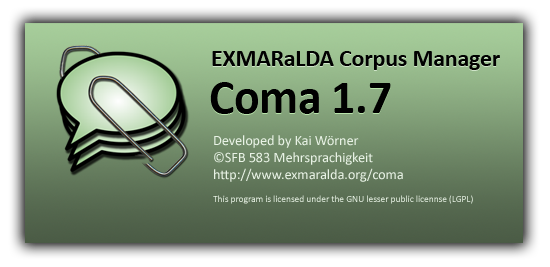 EXMARaLDA Corpus Manager
Coma 1.7
Developed by Kai Wörner
©SFB 583 Mehrsprachigkeit
http://www.exmaralda.org/coma
This program is licensed under the GNU lesser public licennse (LGPL)